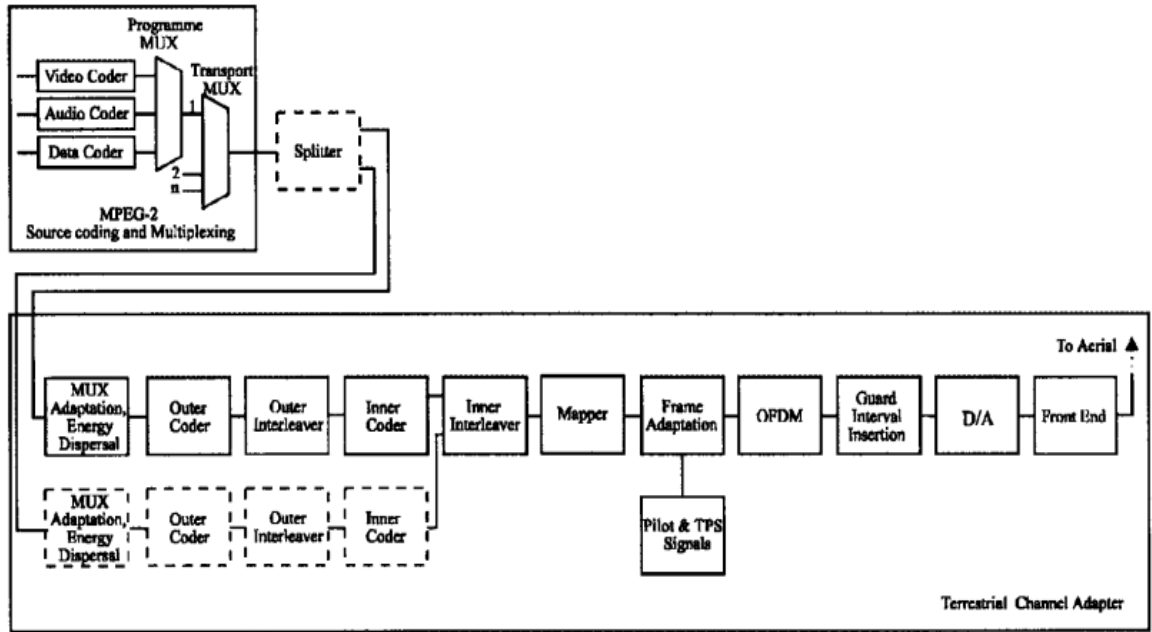 Programme
MUX
Video Coder
Transport
MUX
Audio Coder
1
Data Coder
Splitter
2
n
MPEG-2
Source coding and Multiplexing
To Aerial
MUX
Adaptation,
Energy
Dispersal
Outer
Coder
Outer
Interleaver
Inner
Coder
Inner
Interleaver
Mapper
Frame
Adaptation
OFDM
Guard
Interval
Insertion
D/A
Front End
MUX
Adaptation,
Energy
Dispersal
Outer
Coder
Outer
Interleaver
Inner
Coder
Pilot & TPS
Signals
Terrestrial Channel Adapter